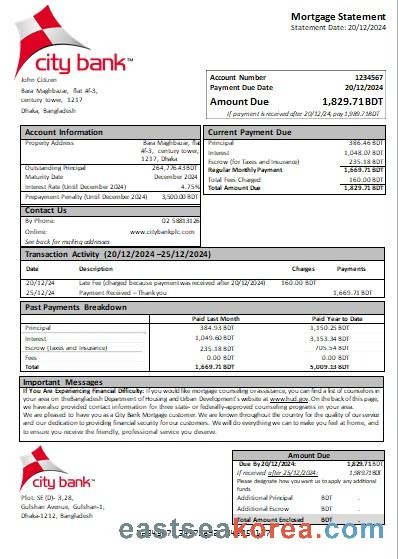 Mortgage Statement
Statement Date: 20/12/2024
city bank™
John Citizen
Bara Maghbazar, flat #f-3,
century tower, 1217
Dhaka, Bangladesh
Account Number 1234567
Payment Due Date 20/12/2024
Amount Due 1,829.71BDT
If payment is received after 20/12/24, pay 1,989.71BDT
Account Information
Property Address Bara Maghbazar, flat
#f-3, century tower,
1217, Dhaka
Outstanding Principal 264,776.43BDT
Maturity Date December 2024
Interest Rate (Until December 2024) 4.75%
Prepayment Penalty (Until December 2024) 3,500.00 BDT
Contact Us
By Phone: 02 58813126
Online: www.citybankplc.com
See back for mailing addresses
Current Payment Due
Principal 386.46 BDT
Interest 1,048.07 BDT
Escrow (for Taxes and Insurance) 235.18 BDT
Regular Monthly Payment 1,669.71 BDT
Total Fees Charged 160.00 BDT
Total Amount Due 1,829.71 BDT
Transaction Activity (20/12/2024 –25/12/2024)
Date Description Charges Payments
20/12/24 Late Fee (charged because payment was received after 20/12/2024) 160.00 BDT
25/12/24 Payment Received – Thank you 1,669.71 BDT
Past Payments Breakdown
Paid Last Month Paid Year to Date
Principal 384.93 BDT 1,150.25 BDT
Interest 1,049.60 BDT 3,153.34 BDT
Escrow (Taxes and Insurance) 235.18 BDT 705.54 BDT
Fees 0.00 BDT 0.00 BDT
Total 1,669.71 BDT 5,009.13 BDT
Important Messages
If You Are Experiencing Financial Difficulty: If you would like mortgage counseling or assistance, you can find a list of counselors in
your area on the Bangladesh Department of Housing and Urban Development's website at www.hud.gov. On the back of this page,
we have also provided contact information for three state- or federally-approved counseling programs in your area.
We are pleased to have you as a City Bank Mortgage customer. We are known throughout the country for the quality of our service
and our dedication to providing financial security for our customers. We will do everything we can to make you feel at home, and
to ensure you receive the friendly, professional service you deserve.
city bank™
Plot: SE (D)- 3,28,
Gulshan Avenue, Gulshan-1,
Dhaka-1212, Bangladesh
Amount Due
Due By 20/12/2024: 1,829.71 BDT
If received after 25/12/2024: 1,989.71 BDT
Please designate how you want us to apply any additional
funds.
Additional Principal BDT .
Additional Escrow BDT .
Total Amount Enclosed BDT .
eastseakorea.com